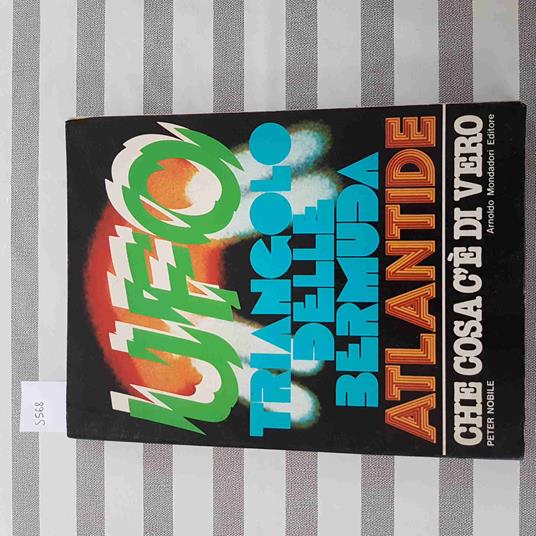 UFO
TRIANGOLO
DELLE
BERMUDA
ATLANTIDE
CHE COSA C'È DI VERO
PETER NOBILE
Arnoldo Mondadori Editore
S568